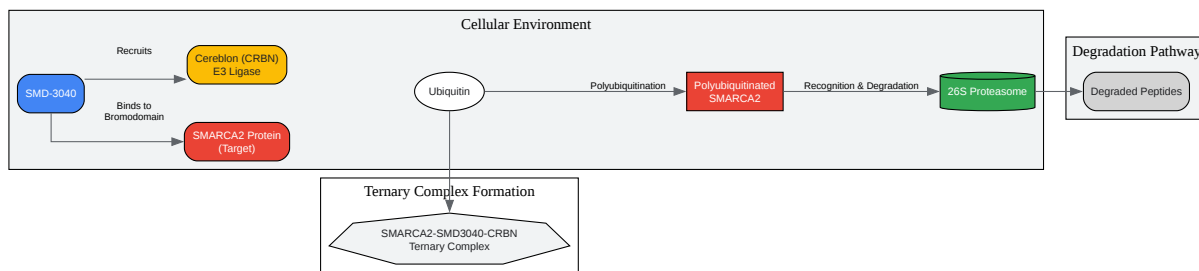 Cellular Environment
SMD-3040
Recruits
Cereblon (CRBN)
E3 Ligase
Binds to
Bromodomain
SMARCA2 Protein
(Target)
Ubiquitin
Polyubiquitination
Polyubiquitinated
SMARCA2
Recognition & Degradation
26S Proteasome
Degradation Pathway
Degraded Peptides
Ternary Complex Formation
SMARCA2-SMD3040-CRBN
Ternary Complex